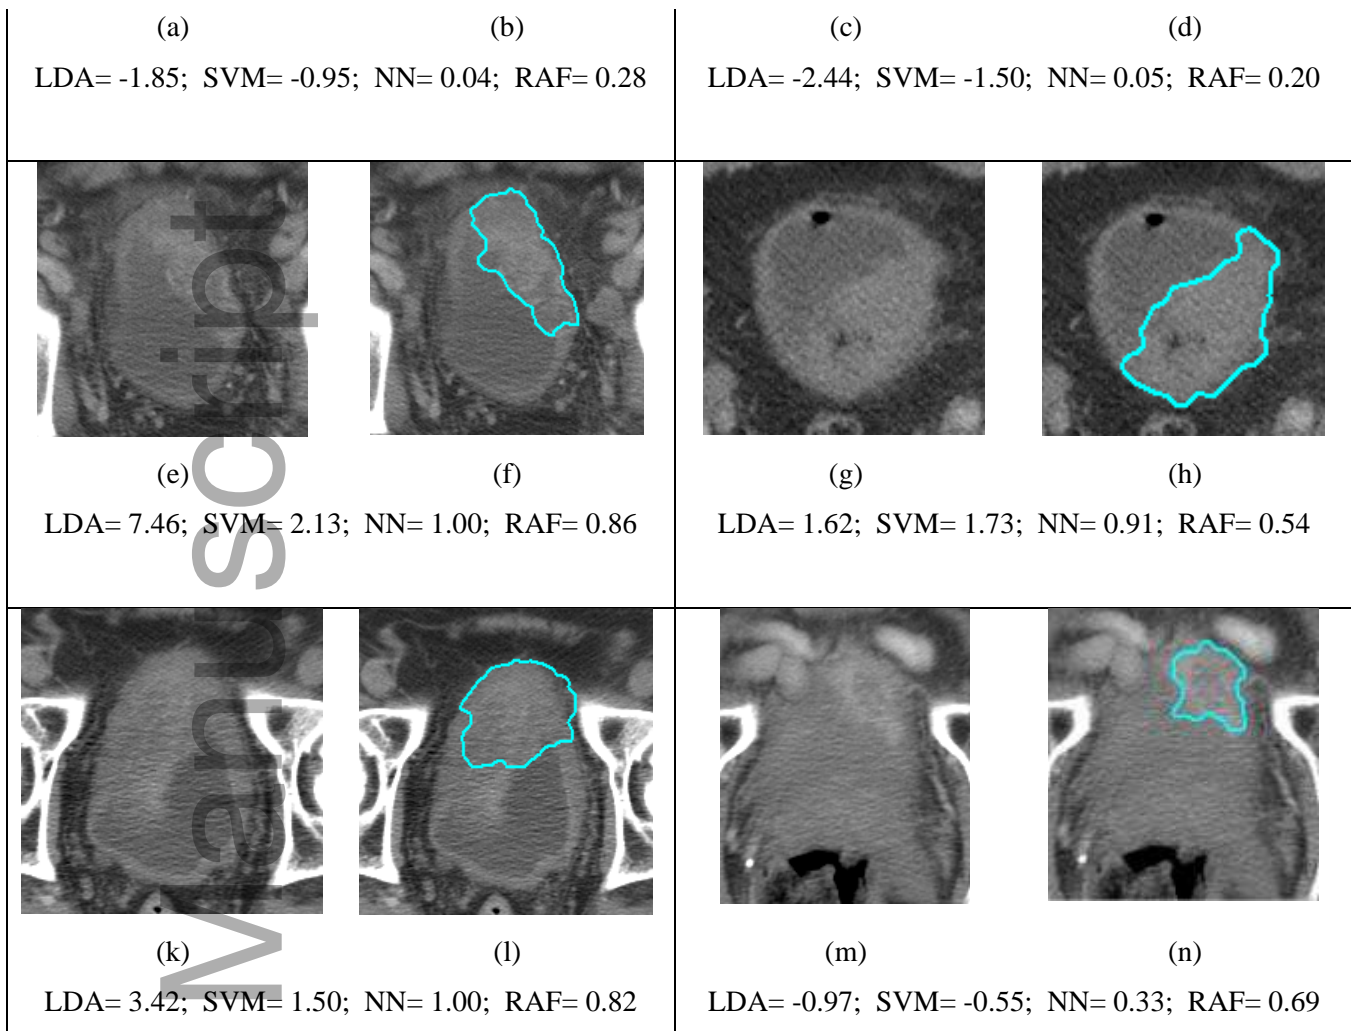 (a) (b) (c) (d)
LDA= -1.85; SVM= -0.95; NN= 0.04; RAF= 0.28 LDA= -2.44; SVM= -1.50; NN= 0.05; RAF= 0.20
(e) (f) (g) (h)
LDA= 7.46; SVM= 2.13; NN= 1.00; RAF= 0.86 LDA= 1.62; SVM= 1.73; NN= 0.91; RAF= 0.54
(k) (l) (m) (n)
LDA= 3.42; SVM= 1.50; NN= 1.00; RAF= 0.82 LDA= -0.97; SVM= -0.55; NN= 0.33; RAF= 0.69
Manuscript